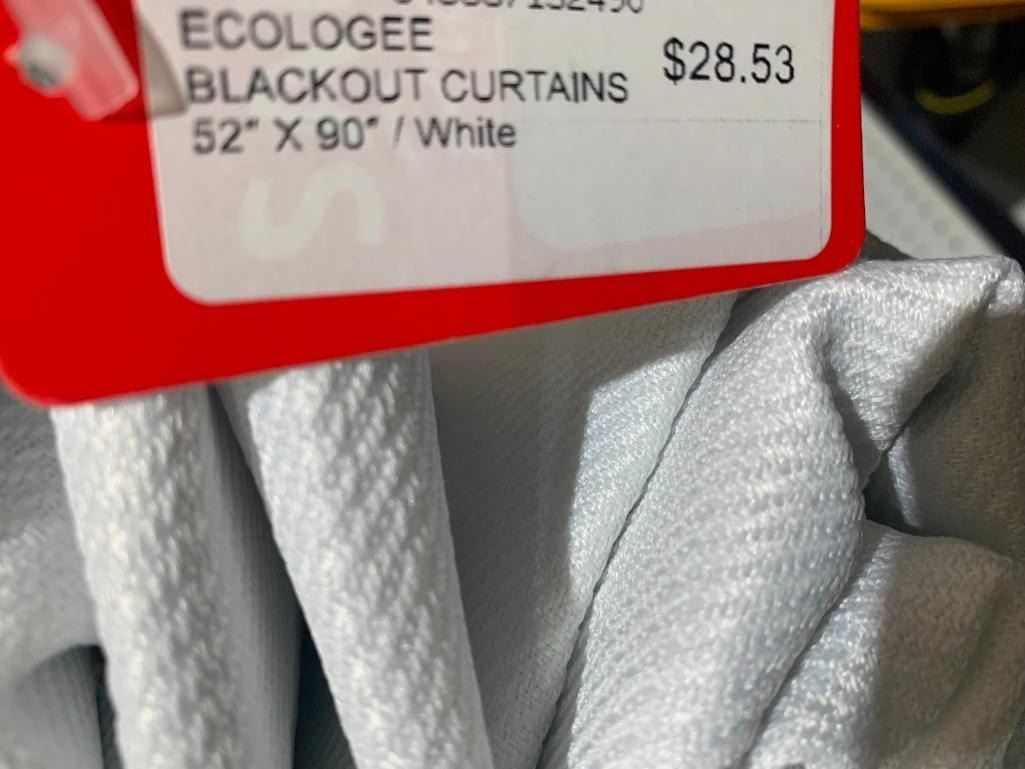 ECOLOGEE
BLACKOUT CURTAINS $28.53
52" X 90" / White
S